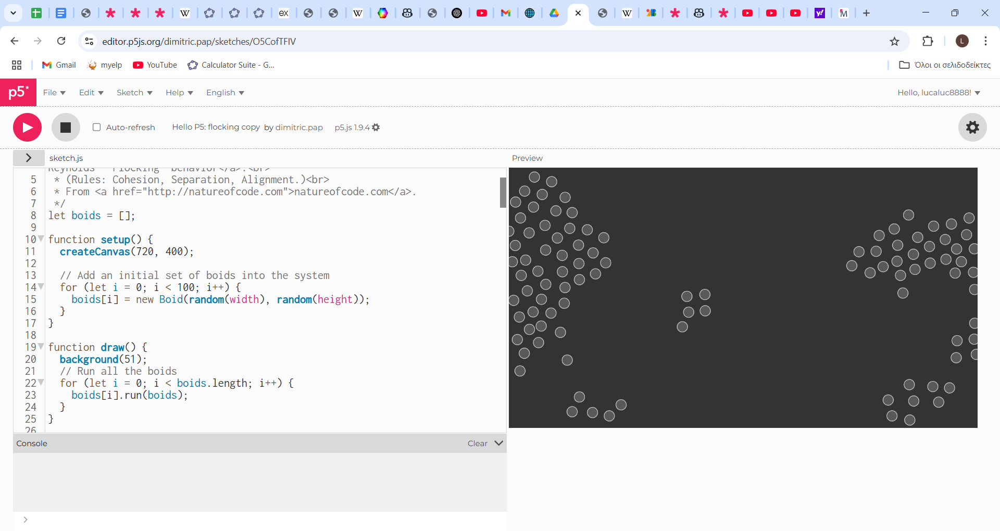 editor.p5js.org/dimitric.pap/sketches/O5CofTFlV
L
Gmail
myelp
YouTube
Calculator Suite - G...
Όλοι οι σελιδοδείκτες
p5*
File
Edit
Sketch
Help
English
Hello, lucaluc8888!
Auto-refresh
Hello P5: flocking copy by dimitric.pap
p5.js 1.9.4
sketch.js
Preview
Reynolds' "Flocking" behavior</a>.<br>
5 * (Rules: Cohesion, Separation, Alignment.)<br>
6 * From <a href="http://natureofcode.com">natureofcode.com</a>.
7 */
8 let boids = [];
9
10 function setup() {
11 createCanvas(720, 400);
12
13 // Add an initial set of boids into the system
14 for (let i = 0; i < 100; i++) {
15 boids[i] = new Boid(random(width), random(height));
16 }
17 }
18
19 function draw() {
20 background(51);
21 // Run all the boids
22 for (let i = 0; i < boids.length; i++) {
23 boids[i].run(boids);
24 }
25 }
26
Console
Clear
>